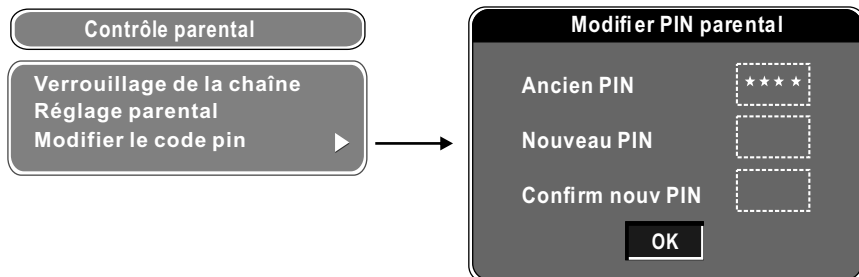 Contrôle parental
Verrouillage de la chaîne
Réglage parental
Modifier le code pin
Modifier PIN parental
Ancien PIN ★★★★
Nouveau PIN
Confirm nouv PIN
OK